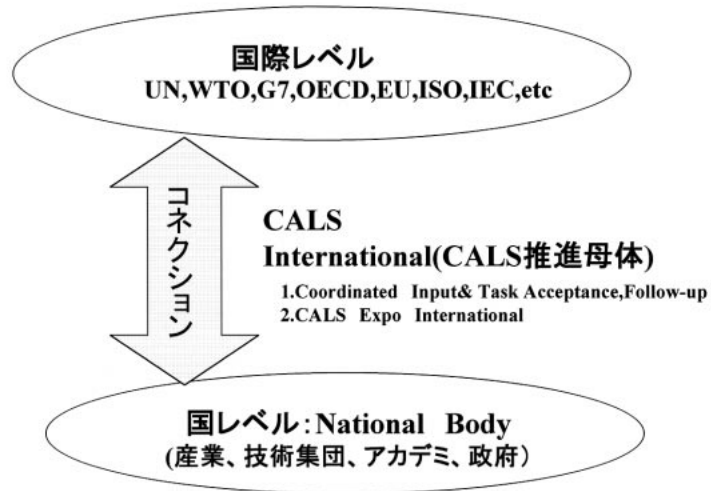 国際レベル
UN,WTO,G7,OECD,EU,ISO,IEC,etc
コネクション
CALS
International(CALS推進母体)
1.Coordinated Input& Task Acceptance,Follow-up
2.CALS Expo International
国レベル:National Body
(産業、技術集団、アカデミ、政府)